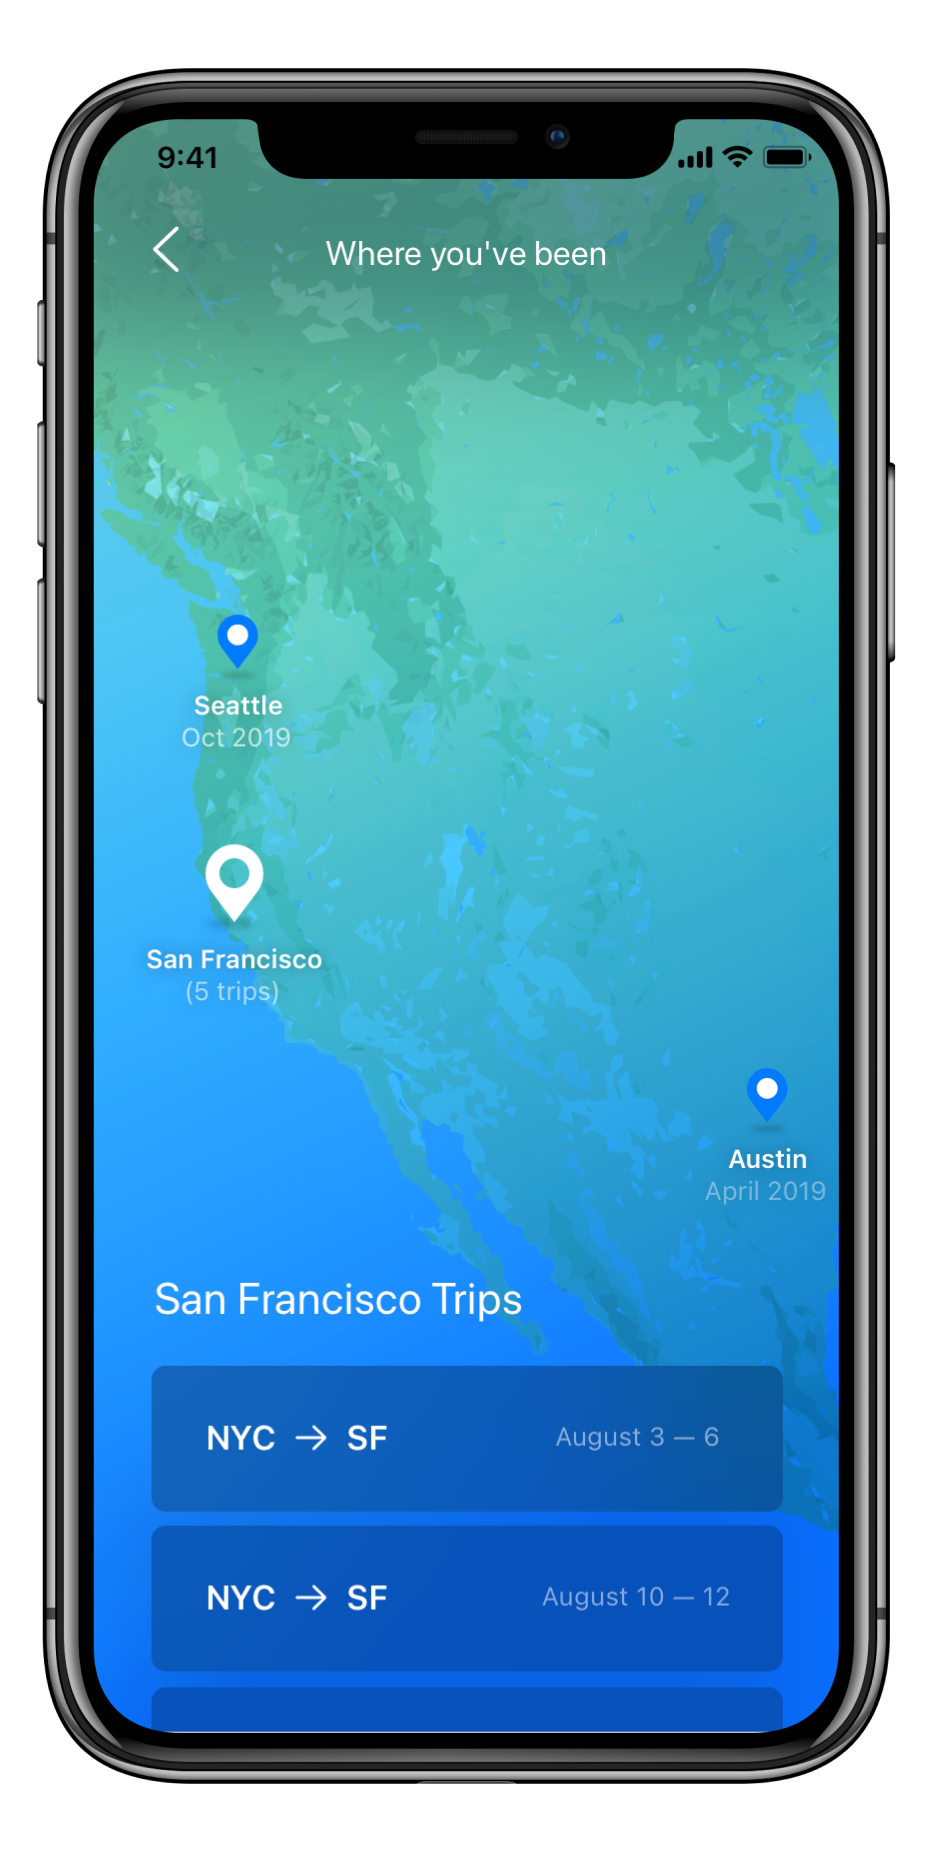 9:41
Where you've been
Seattle
Oct 2019
San Francisco
(5 trips)
Austin
April 2019
San Francisco Trips
NYC → SF August 3 — 6
NYC → SF August 10 — 12